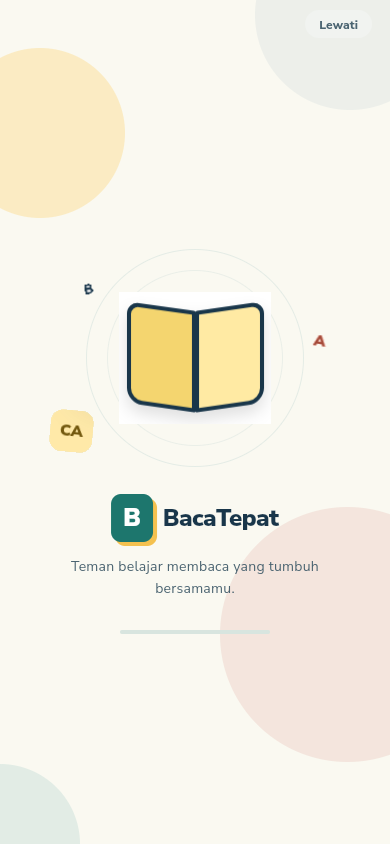 Lewati
B
A
CA
B BacaTepat
Teman belajar membaca yang tumbuh
bersamamu.